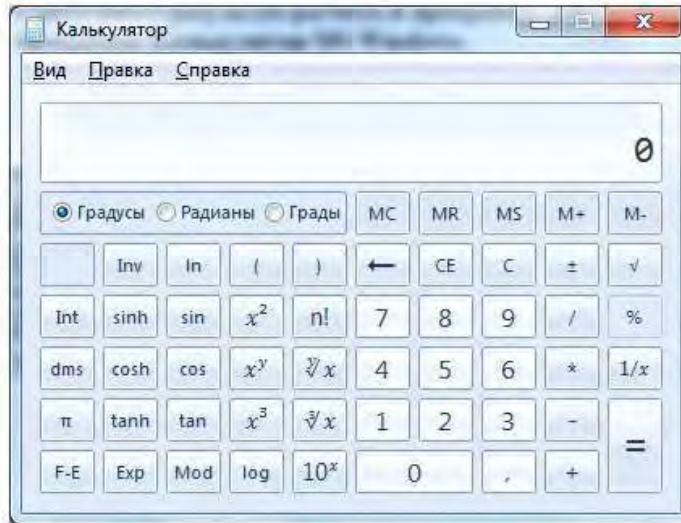 Калькулятор
Вид Правка Справка
0
Градусы Радианы Грады MC MR MS M+ M-
Inv ln ( ) ← CE C ± √
Int sinh sin x² n! 7 8 9 / %
dms cosh cos xʸ ʸ√x 4 5 6 * 1/x
π tanh tan x³ ³√x 1 2 3 - =
F-E Exp Mod log 10ˣ 0 , +